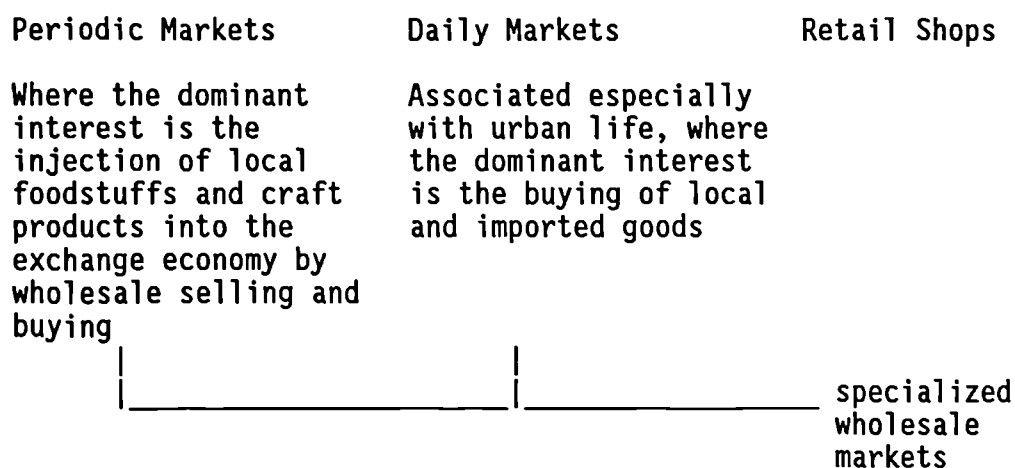 Periodic Markets
Where the dominant
interest is the
injection of local
foodstuffs and craft
products into the
exchange economy by
wholesale selling and
buying
Daily Markets
Associated especially
with urban life, where
the dominant interest
is the buying of local
and imported goods
Retail Shops
specialized
wholesale
markets